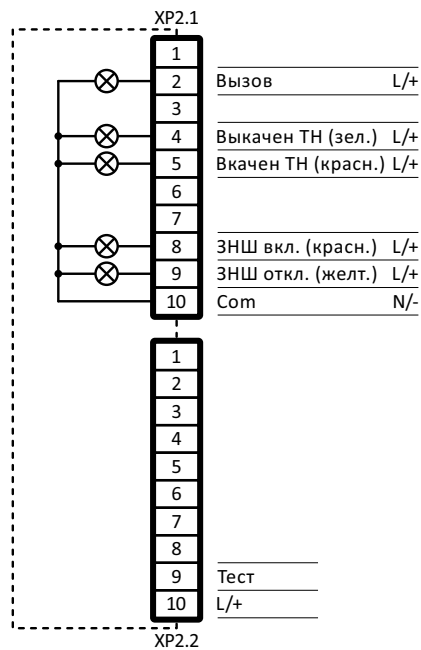 XP2.1
1
2 Вызов L/+
3
4 Выкачен ТН (зел.) L/+
5 Вкачен ТН (красн.) L/+
6
7
8 ЗНШ вкл. (красн.) L/+
9 ЗНШ откл. (желт.) L/+
10 Com N/-
1
2
3
4
5
6
7
8
9 Тест
10 L/+
XP2.2